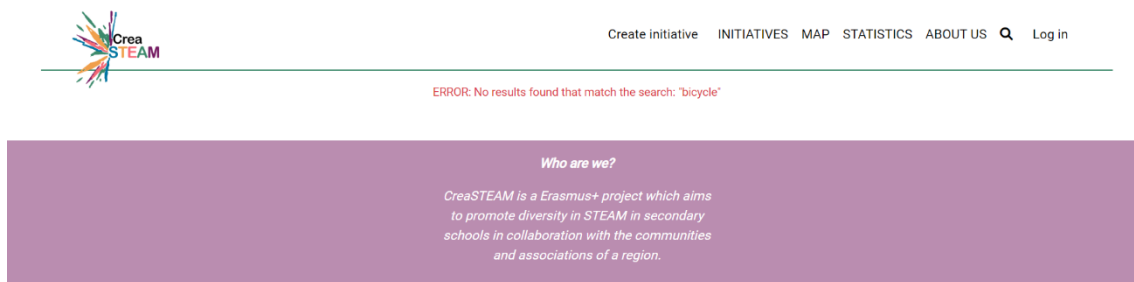 Crea
STEAM
Create initiative INITIATIVES MAP STATISTICS ABOUT US Log in
ERROR: No results found that match the search: "bicycle"
Who are we?
CreaSTEAM is a Erasmus+ project which aims
to promote diversity in STEAM in secondary
schools in collaboration with the communities
and associations of a region.